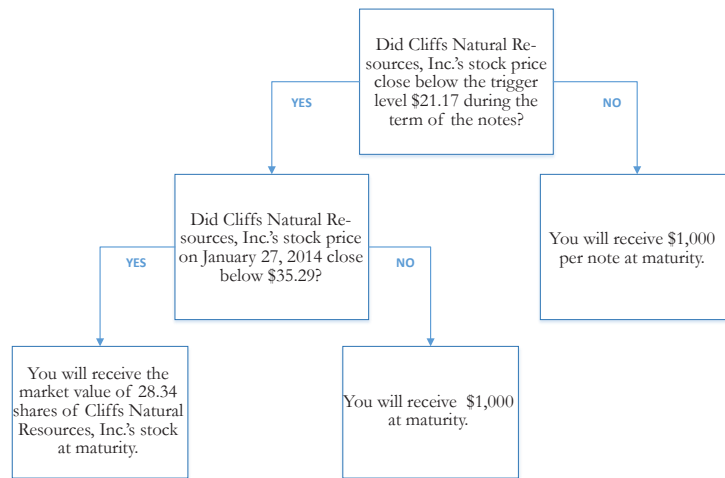 Did Cliffs Natural Re-
sources, Inc.'s stock price
close below the trigger
level $21.17 during the
term of the notes?
YES
NO
Did Cliffs Natural Re-
sources, Inc.'s stock price
on January 27, 2014 close
below $35.29?
You will receive $1,000
per note at maturity.
YES
NO
You will receive the
market value of 28.34
shares of Cliffs Natural
Resources, Inc.'s stock
at maturity.
You will receive $1,000
at maturity.